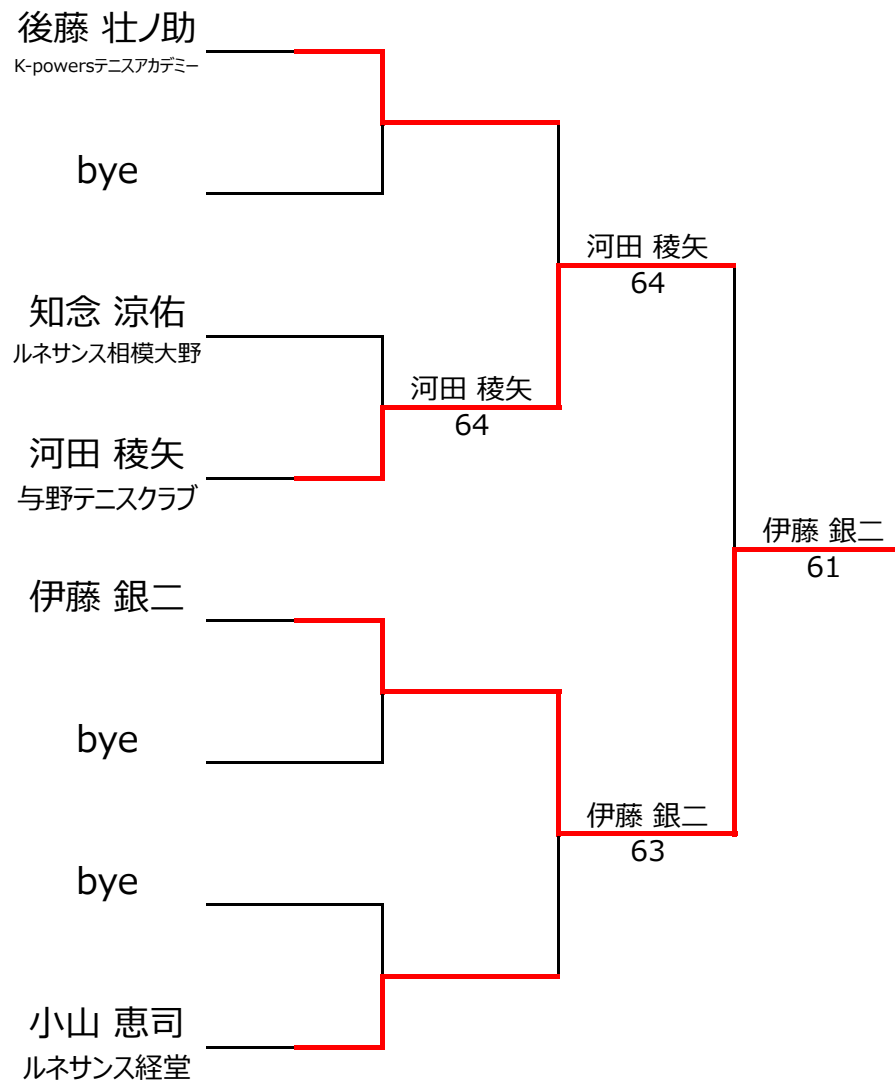 後藤 壮ノ助
K-powersテニスアカデミー
bye
河田 稜矢
64
知念 涼佑
ルネサンス相模大野
河田 稜矢
64
河田 稜矢
与野テニスクラブ
伊藤 銀二
61
伊藤 銀二
bye
伊藤 銀二
63
bye
小山 恵司
ルネサンス経堂